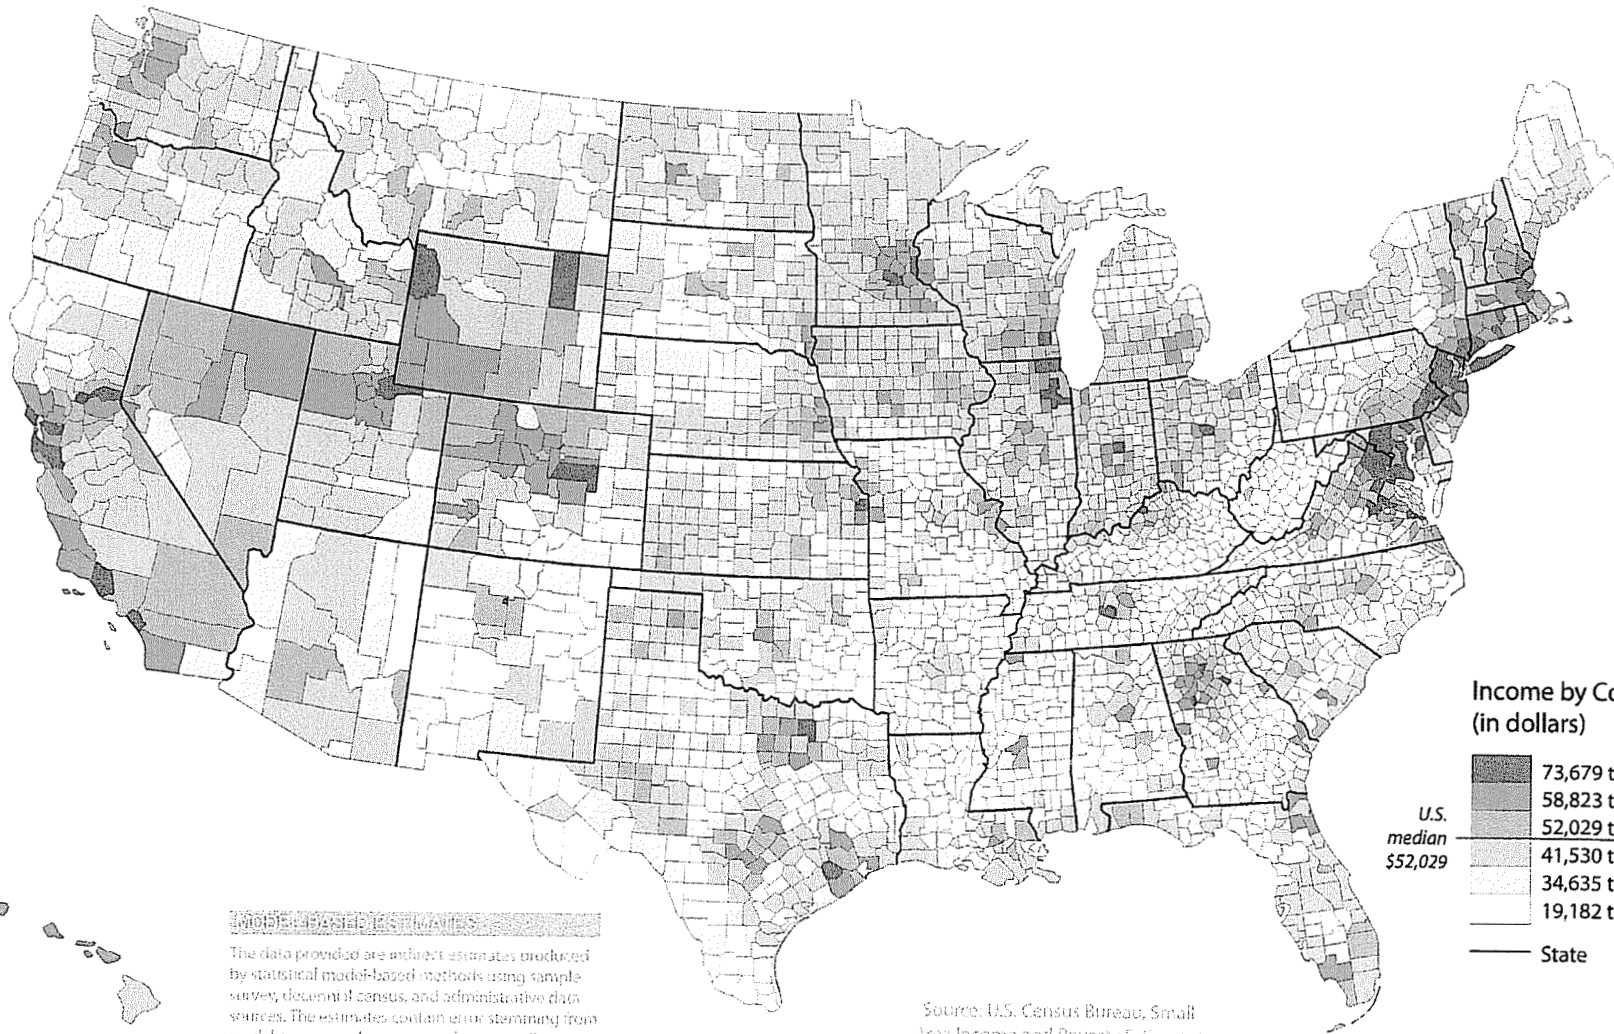 Income by Co
(in dollars)
73,679 t
58,823 t
52,029 t
41,530 t
34,635 t
19,182 t
U.S.
median
$52,029
State
MODEL-BASED ESTIMATES
The data provided are indirect estimates produced
by statistical model-based methods using sample
survey, decennial census, and administrative data
sources. The estimates contain error stemming from
Source: U.S. Census Bureau, Small